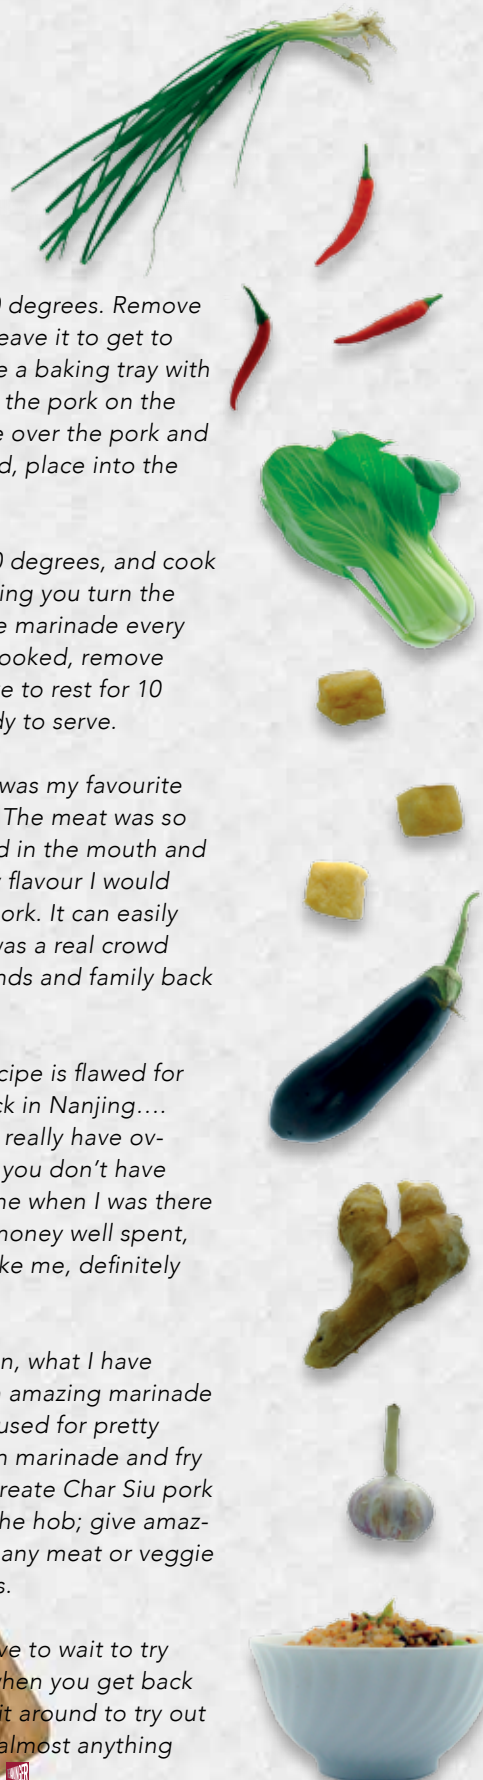 degrees. Remove
eave it to get to
a baking tray with
the pork on the
over the pork and
place into the
degrees, and cook
ing you turn the
marinade every
ooked, remove
to rest for 10
dy to serve.
was my favourite
The meat was so
in the mouth and
flavour I would
ork. It can easily
was a real crowd
nds and family back
cipe is flawed for
ck in Nanjing….
really have ov-
you don't have
ne when I was there
money well spent,
ke me, definitely
n, what I have
amazing marinade
used for pretty
marinade and fry
reate Char Siu pork
he hob; give amaz-
any meat or veggie
s.
ve to wait to try
when you get back
it around to try out
almost anything